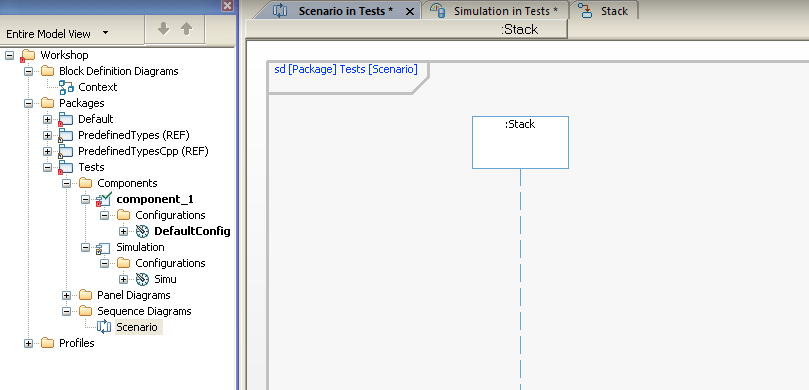 Entire Model View
Workshop
Block Definition Diagrams
Context
Packages
Default
PredefinedTypes (REF)
PredefinedTypesCpp (REF)
Tests
Components
component_1
Configurations
DefaultConfig
Simulation
Configurations
Simu
Panel Diagrams
Sequence Diagrams
Scenario
Profiles
Scenario in Tests *
Simulation in Tests *
Stack
:Stack
sd [Package] Tests [Scenario]
:Stack